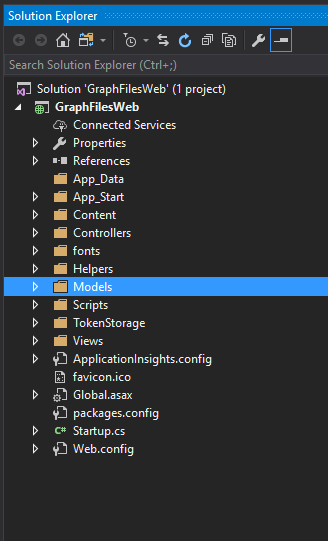 Solution Explorer
Search Solution Explorer (Ctrl+;)
Solution 'GraphFilesWeb' (1 project)
GraphFilesWeb
Connected Services
Properties
References
App_Data
App_Start
Content
Controllers
fonts
Helpers
Models
Scripts
TokenStorage
Views
ApplicationInsights.config
favicon.ico
Global.asax
packages.config
C# Startup.cs
Web.config